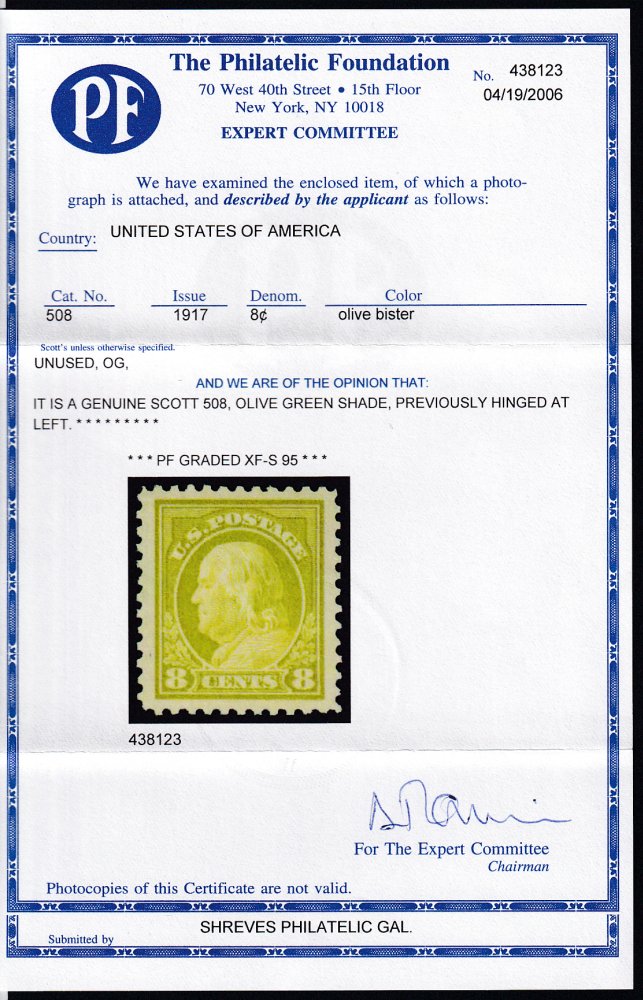 PF
The Philatelic Foundation
70 West 40th Street • 15th Floor
New York, NY 10018
EXPERT COMMITTEE
No. 438123
04/19/2006
We have examined the enclosed item, of which a photo-
graph is attached, and described by the applicant as follows:
Country: UNITED STATES OF AMERICA
Cat. No. Issue Denom. Color
508 1917 8¢ olive bister
Scott's unless otherwise specified.
UNUSED, OG,
AND WE ARE OF THE OPINION THAT:
IT IS A GENUINE SCOTT 508, OLIVE GREEN SHADE, PREVIOUSLY HINGED AT
LEFT. * * * * * * * * *
* * * PF GRADED XF-S 95 * * *
U.S. POSTAGE
8 CENTS 8
438123
For The Expert Committee
Chairman
Photocopies of this Certificate are not valid.
SHREVES PHILATELIC GAL.
Submitted by